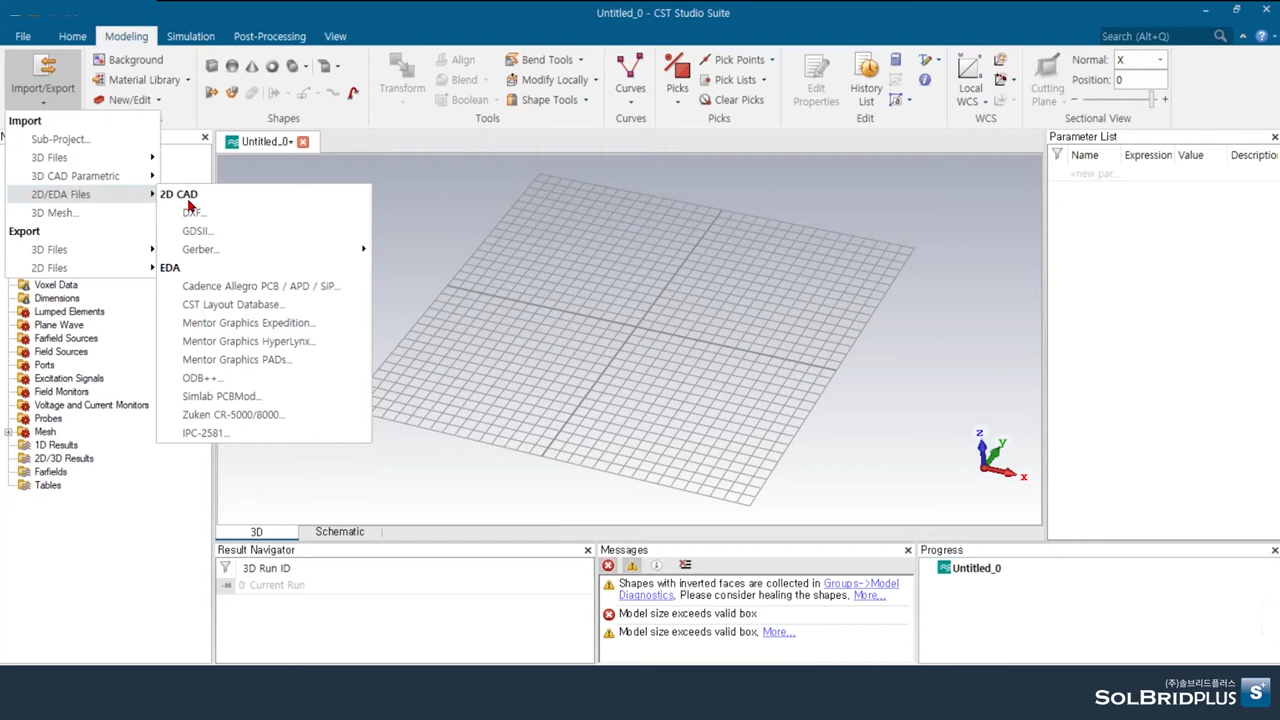 Untitled_0 - CST Studio Suite
File
Home
Modeling
Simulation
Post-Processing
View
Search (Alt+Q)
Import/Export
Background
Material Library
New/Edit
Shapes
Transform
Align
Blend
Boolean
Bend Tools
Modify Locally
Shape Tools
Tools
Curves
Curves
Picks
Pick Points
Pick Lists
Clear Picks
Picks
Edit
Properties
History
List
Edit
Local
WCS
WCS
Cutting
Plane
Normal: X
Position: 0
Sectional View
Import
Sub-Project...
3D Files
3D CAD Parametric
2D/EDA Files
3D Mesh...
Export
3D Files
2D Files
2D CAD
DXF...
GDSII...
Gerber...
EDA
Cadence Allegro PCB / APD / SiP...
CST Layout Database...
Mentor Graphics Expedition...
Mentor Graphics HyperLynx...
Mentor Graphics PADs...
ODB++...
Simlab PCBMod...
Zuken CR-5000/8000...
IPC-2581...
Voxel Data
Dimensions
Lumped Elements
Plane Wave
Farfield Sources
Field Sources
Ports
Excitation Signals
Field Monitors
Voltage and Current Monitors
Probes
Mesh
1D Results
2D/3D Results
Farfields
Tables
Untitled_0*
z
y
x
3D
Schematic
Parameter List
Name
Expression
Value
Descriptio
<new par...
Result Navigator
3D Run ID
0: Current Run
Messages
Shapes with inverted faces are collected in Groups->Model
Diagnostics, Please consider healing the shapes, More...
Model size exceeds valid box
Model size exceeds valid box, More...
Progress
Untitled_0
(주)솔브리드플러스
SOLBRIDPLUS
S+